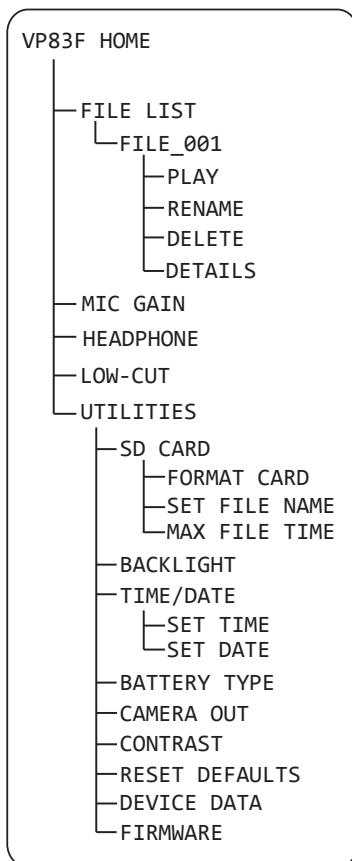 VP83F HOME
FILE LIST
FILE_001
PLAY
RENAME
DELETE
DETAILS
MIC GAIN
HEADPHONE
LOW-CUT
UTILITIES
SD CARD
FORMAT CARD
SET FILE NAME
MAX FILE TIME
BACKLIGHT
TIME/DATE
SET TIME
SET DATE
BATTERY TYPE
CAMERA OUT
CONTRAST
RESET DEFAULTS
DEVICE DATA
FIRMWARE